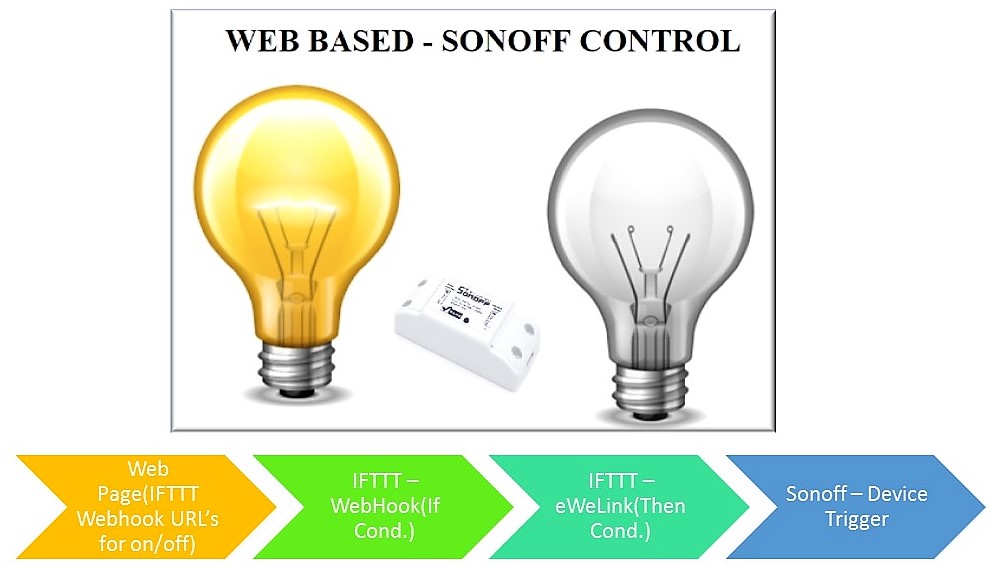 WEB BASED - SONOFF CONTROL
SONOFF
Web
Page(IFTTT
Webhook URL's
for on/off)
IFTTT –
WebHook(If
Cond.)
IFTTT –
eWeLink(Then
Cond.)
Sonoff – Device
Trigger